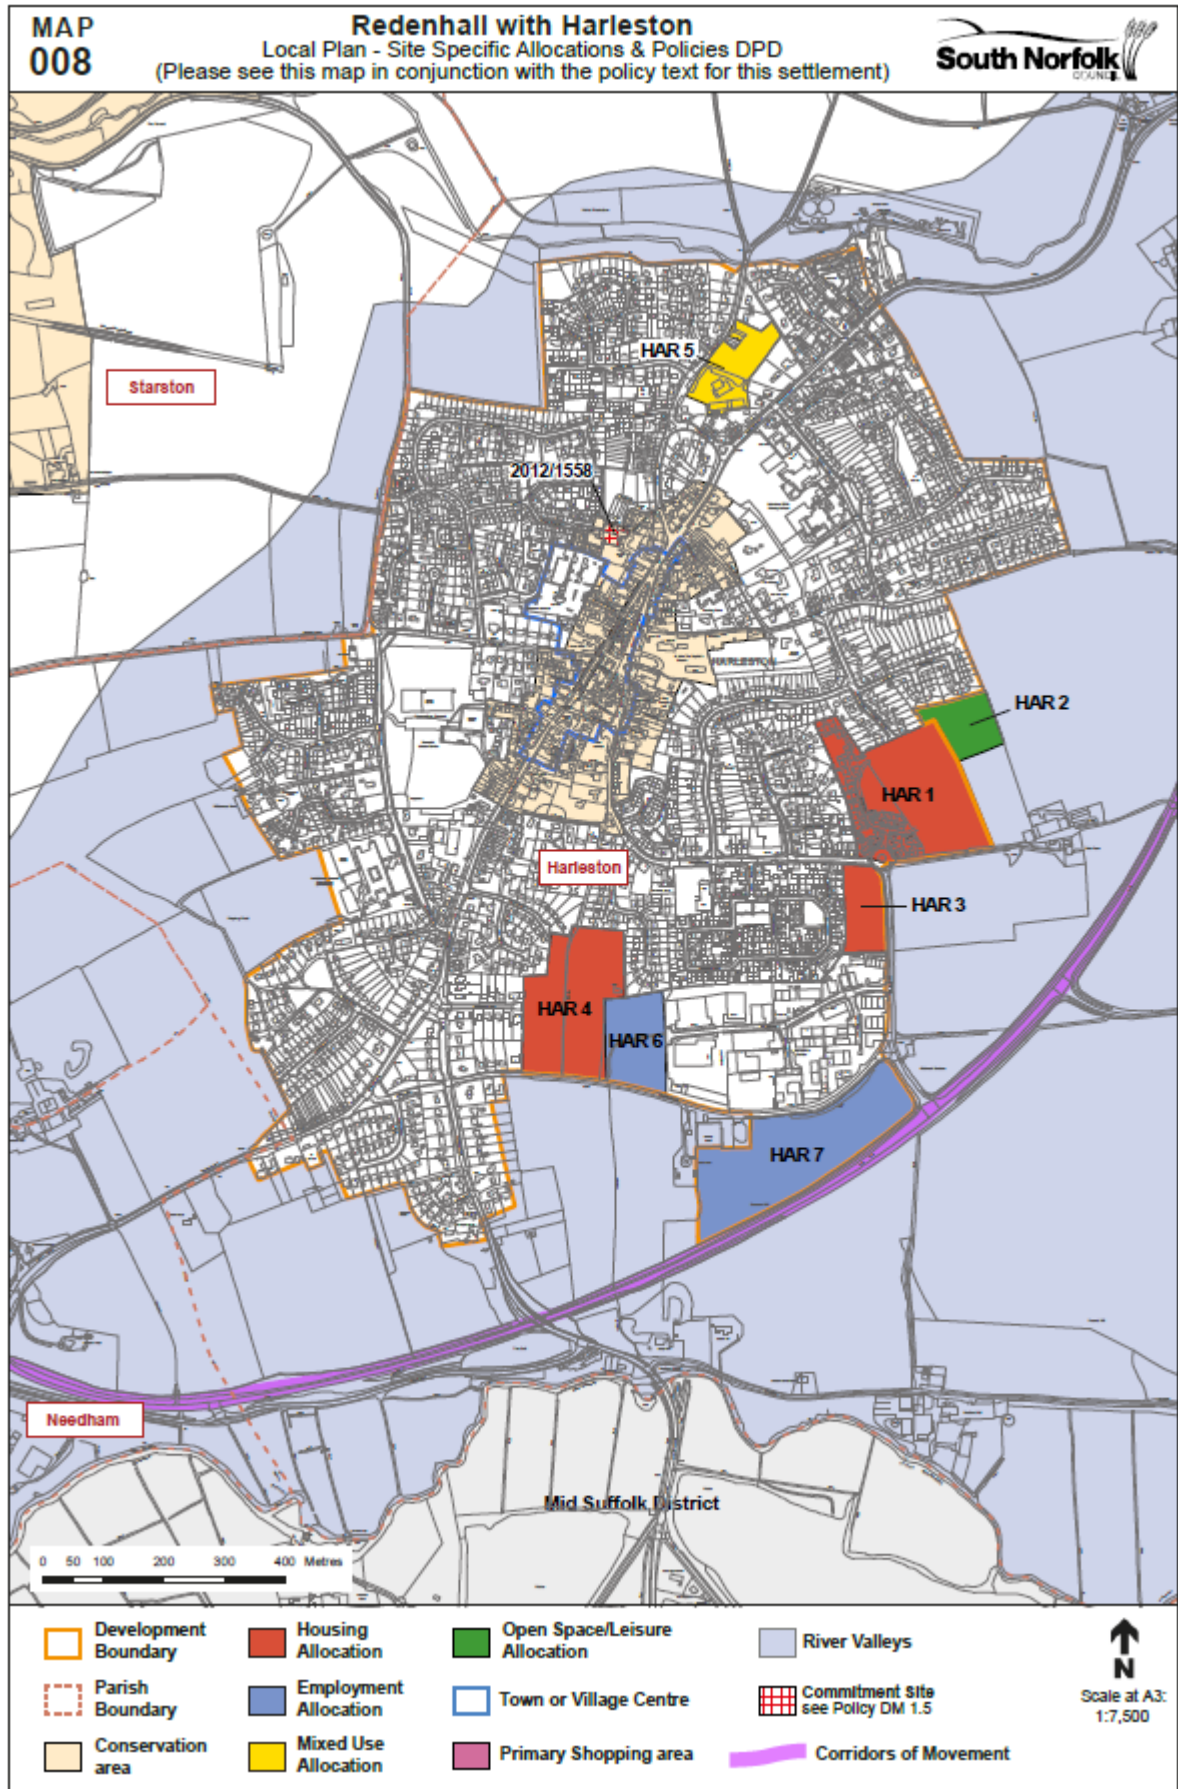 MAP
008
Redenhall with Harleston
Local Plan - Site Specific Allocations & Policies DPD
(Please see this map in conjunction with the policy text for this settlement)
South Norfolk
COUNCIL
HAR 5
Starston
2012/1558
HARLESTON
HAR 2
HAR 1
Harleston
HAR 3
HAR 4
HAR 6
HAR 7
Needham
Mid Suffolk District
0 50 100 200 300 400 Metres
Development
Boundary
Housing
Allocation
Open Space/Leisure
Allocation
River Valleys
N
Parish
Boundary
Employment
Allocation
Town or Village Centre
Commitment Site
see Policy DM 1.5
Scale at A3:
1:7,500
Conservation
area
Mixed Use
Allocation
Primary Shopping area
Corridors of Movement